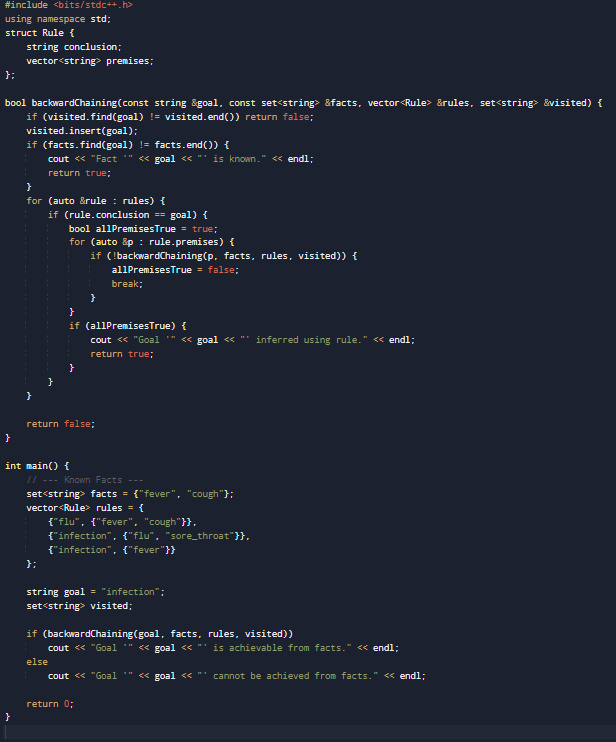 #include <bits/stdc++.h>
using namespace std;
struct Rule {
    string conclusion;
    vector<string> premises;
};

bool backwardChaining(const string &goal, const set<string> &facts, vector<Rule> &rules, set<string> &visited) {
    if (visited.find(goal) != visited.end()) return false;
    visited.insert(goal);
    if (facts.find(goal) != facts.end()) {
        cout << "Fact '" << goal << "' is known." << endl;
        return true;
    }
    for (auto &rule : rules) {
        if (rule.conclusion == goal) {
            bool allPremisesTrue = true;
            for (auto &p : rule.premises) {
                if (!backwardChaining(p, facts, rules, visited)) {
                    allPremisesTrue = false;
                    break;
                }
            }
            if (allPremisesTrue) {
                cout << "Goal '" << goal << "' inferred using rule." << endl;
                return true;
            }
        }
    }

    return false;
}

int main() {
    // --- Known Facts ---
    set<string> facts = {"fever", "cough"};
    vector<Rule> rules = {
        {"flu", {"fever", "cough"}},
        {"infection", {"flu", "sore_throat"}},
        {"infection", {"fever"}}
    };

    string goal = "infection";
    set<string> visited;

    if (backwardChaining(goal, facts, rules, visited))
        cout << "Goal '" << goal << "' is achievable from facts." << endl;
    else
        cout << "Goal '" << goal << "' cannot be achieved from facts." << endl;

    return 0;
}